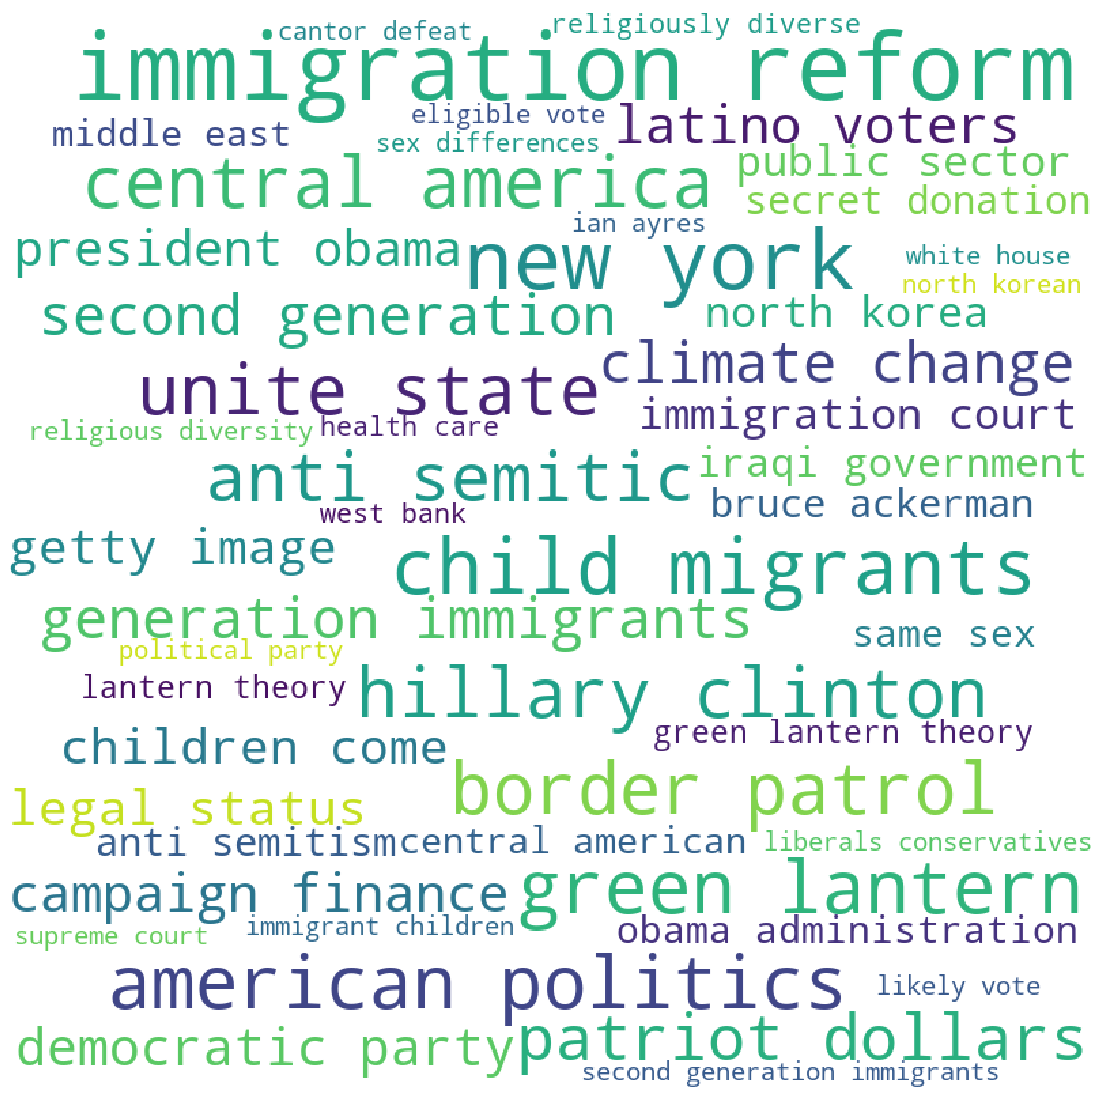 cantor defeat
religiously diverse
immigration reform
eligible vote
latino voters
middle east
sex differences
public sector
central america
secret donation
ian ayres
president obama
new york
white house
north korean
second generation
north korea
climate change
unite state
immigration court
religious diversity
health care
iraqi government
anti semitic
bruce ackerman
west bank
getty image
child migrants
generation immigrants
same sex
political party
lantern theory
hillary clinton
green lantern theory
children come
border patrol
legal status
anti semitism
central american
liberals conservatives
campaign finance
green lantern
immigrant children
obama administration
supreme court
american politics
likely vote
democratic party
patriot dollars
second generation immigrants